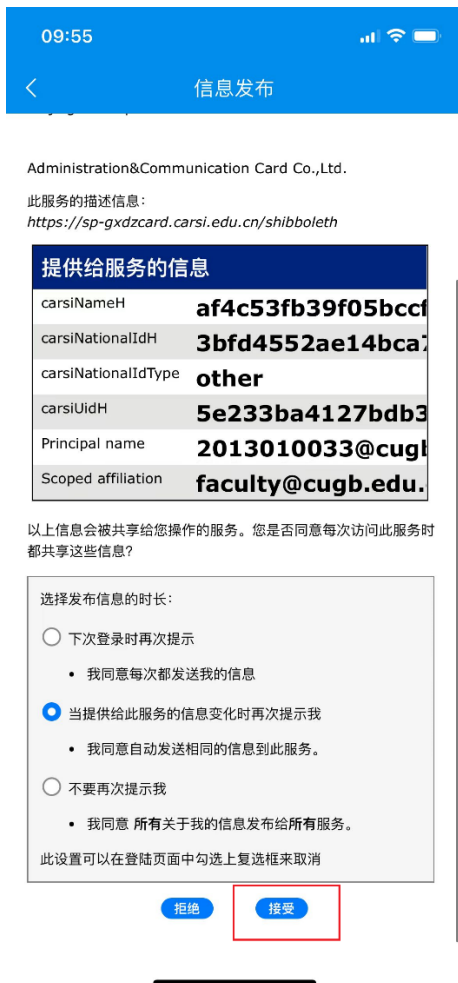 09:55
信息发布
Administration&Communication Card Co.,Ltd.
此服务的描述信息：
https://sp-gxdzcard.carsi.edu.cn/shibboleth
提供给服务的信息
carsiNameH af4c53fb39f05bccf
carsiNationalIdH 3bfd4552ae14bca7
carsiNationalIdType other
carsiUidH 5e233ba4127bdb3
Principal name 2013010033@cugb
Scoped affiliation faculty@cugb.edu.
以上信息会被共享给您操作的服务。您是否同意每次访问此服务时
都共享这些信息？
选择发布信息的时长：
下次登录时再次提示
• 我同意每次都发送我的信息
当提供给此服务的信息变化时再次提示我
• 我同意自动发送相同的信息到此服务。
不要再次提示我
• 我同意 所有关于我的信息发布给所有服务。
此设置可以在登陆页面中勾选上复选框来取消
拒绝 接受